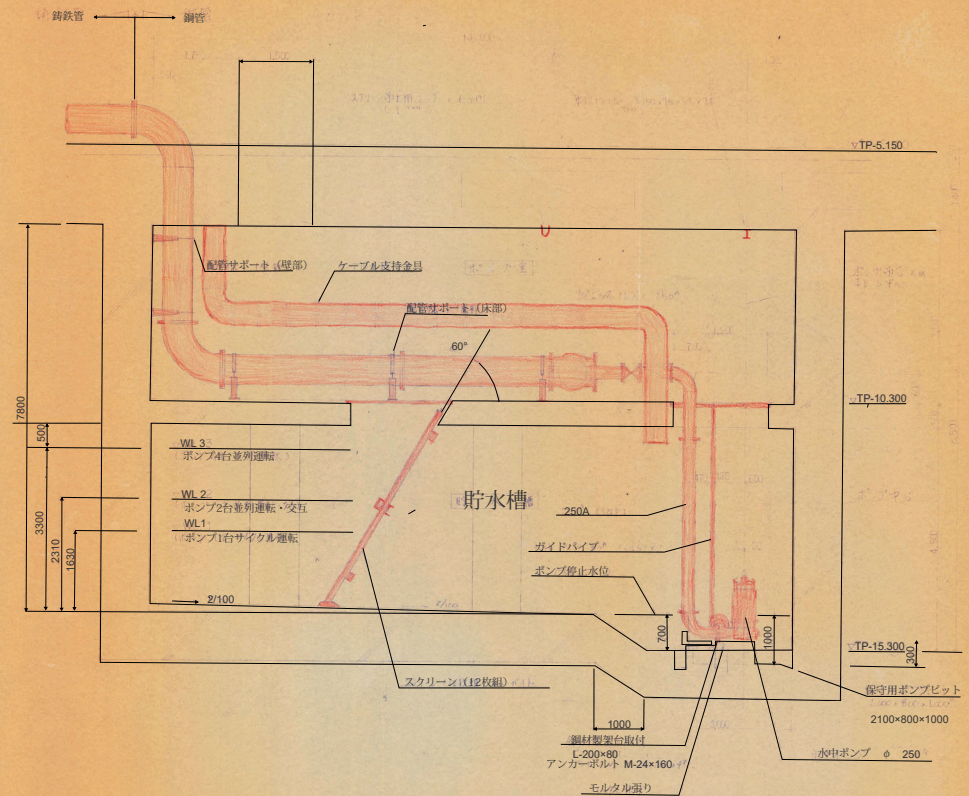 鋳鉄管
鋼管
▽TP-5.150
配管サポート（壁部）
ケーブル支持金具
配管サポート（床部）
60°
▽TP-10.300
7800
500
3300
2310
1630
WL 3
ポンプ4台並列運転
WL 2
ポンプ2台並列運転・交互
WL1
ポンプ1台サイクル運転
貯水槽
250A
ガイドパイプ
ポンプ停止水位
2/100
700
1000
▽TP-15.300
300
スクリーン（12枚組）
保守用ポンプピット
2100×800×1000
1000
鋼材製架台取付
L-200×80
アンカーボルト M-24×160
水中ポンプ φ 250
モルタル張り